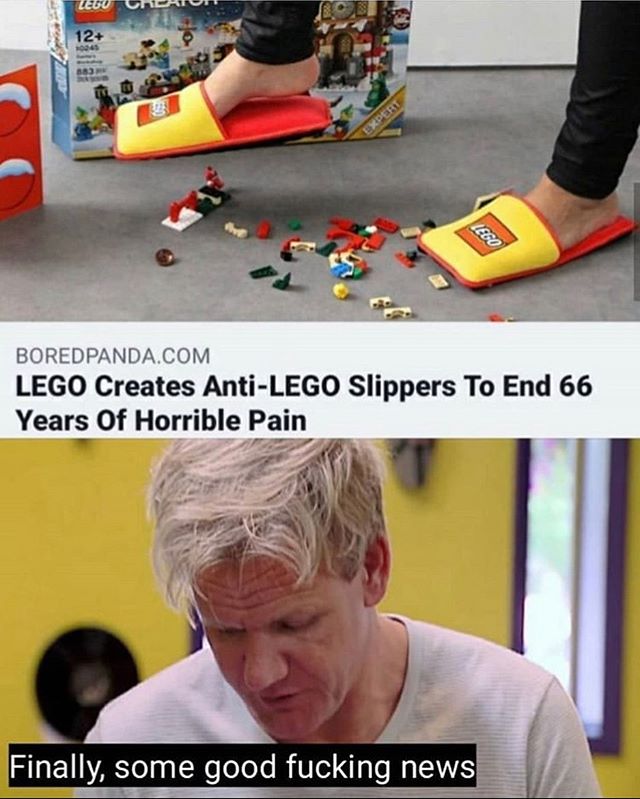 LEGO CREATOR
12+
10245
883
EXPERT
LEGO
LEGO
BOREDPANDA.COM
LEGO Creates Anti-LEGO Slippers To End 66
Years Of Horrible Pain
Finally, some good fucking news